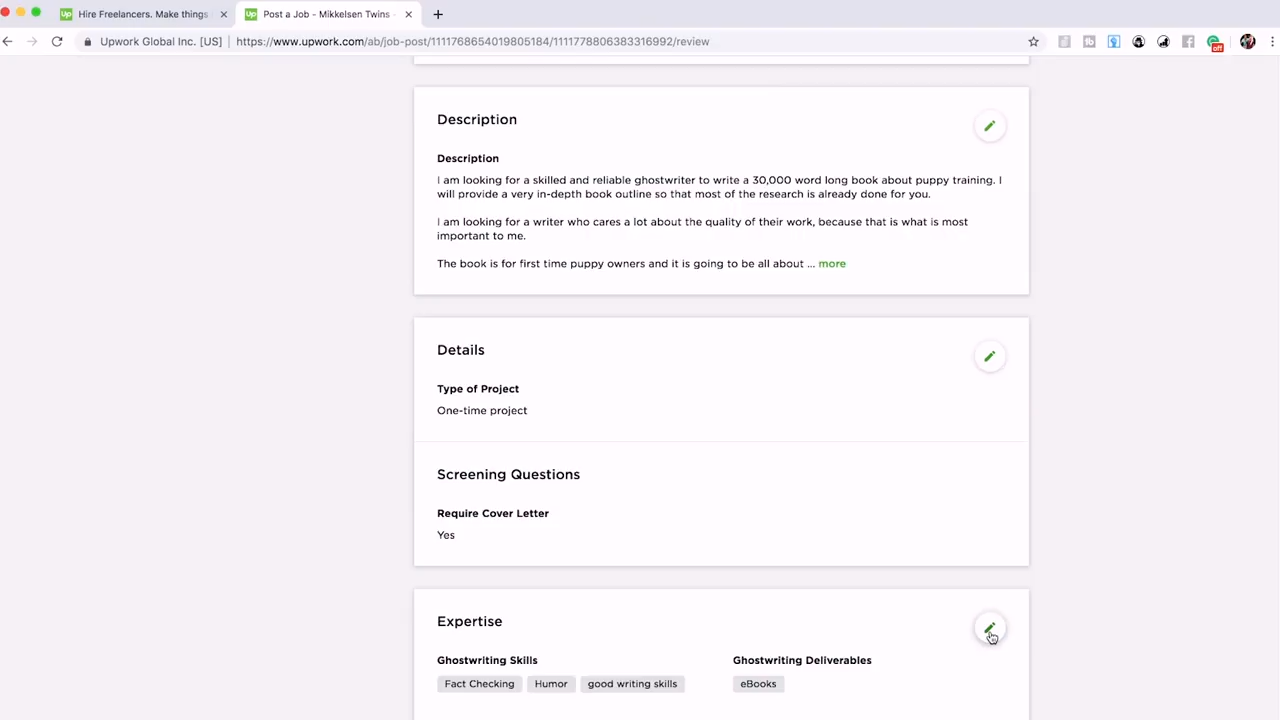 Hire Freelancers. Make things
Post a Job - Mikkelsen Twins -
Upwork Global Inc. [US]
https://www.upwork.com/ab/job-post/1111768654019805184/1111778806383316992/review
off
Description
Description
I am looking for a skilled and reliable ghostwriter to write a 30,000 word long book about puppy training. I
will provide a very in-depth book outline so that most of the research is already done for you.
I am looking for a writer who cares a lot about the quality of their work, because that is what is most
important to me.
The book is for first time puppy owners and it is going to be all about ... more
Details
Type of Project
One-time project
Screening Questions
Require Cover Letter
Yes
Expertise
Ghostwriting Skills
Ghostwriting Deliverables
Fact Checking
Humor
good writing skills
eBooks